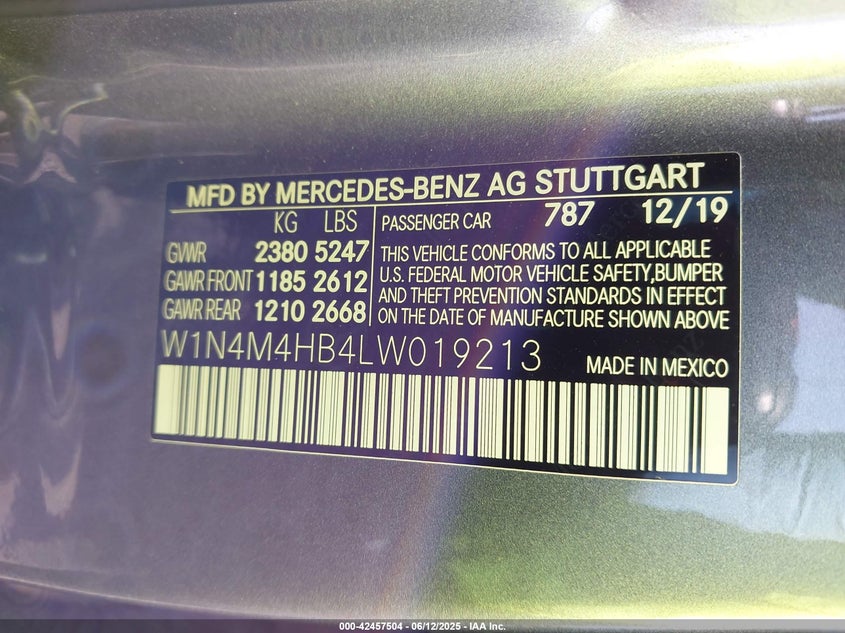 MFD BY MERCEDES-BENZ AG STUTTGART
KG LBS
GVWR 2380 5247
GAWR FRONT 1185 2612
GAWR REAR 1210 2668
PASSENGER CAR 787 12/19
THIS VEHICLE CONFORMS TO ALL APPLICABLE
U.S. FEDERAL MOTOR VEHICLE SAFETY,BUMPER
AND THEFT PREVENTION STANDARDS IN EFFECT
ON THE DATE OF MANUFACTURE SHOWN ABOVE
W1N4M4HB4LW019213
MADE IN MEXICO
000-42457504 - 06/12/2025 - IAA Inc.